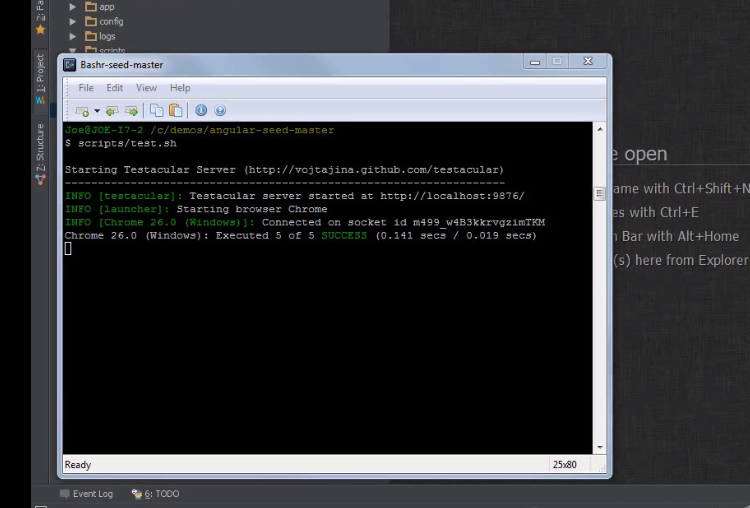 app
config
logs
scripts
2: Fa
1: Project
Z: Structure
Bashr-seed-master
File Edit View Help
Joe@JOE-I7-2 /c/demos/angular-seed-master
$ scripts/test.sh
Starting Testacular Server (http://vojtajina.github.com/testacular)
-------------------------------------------------------------------
INFO [testacular]: Testacular server started at http://localhost:9876/
INFO [launcher]: Starting browser Chrome
INFO [Chrome 26.0 (Windows)]: Connected on socket id m499_w4B3kkrvgzimTKM
Chrome 26.0 (Windows): Executed 5 of 5 SUCCESS (0.141 secs / 0.019 secs)
Ready 25x80
e open
ame with Ctrl+Shift+N
es with Ctrl+E
n Bar with Alt+Home
(s) here from Explorer
Event Log 6: TODO